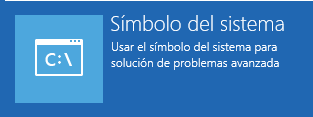 Símbolo del sistema
Usar el símbolo del sistema para
solución de problemas avanzada
C:\